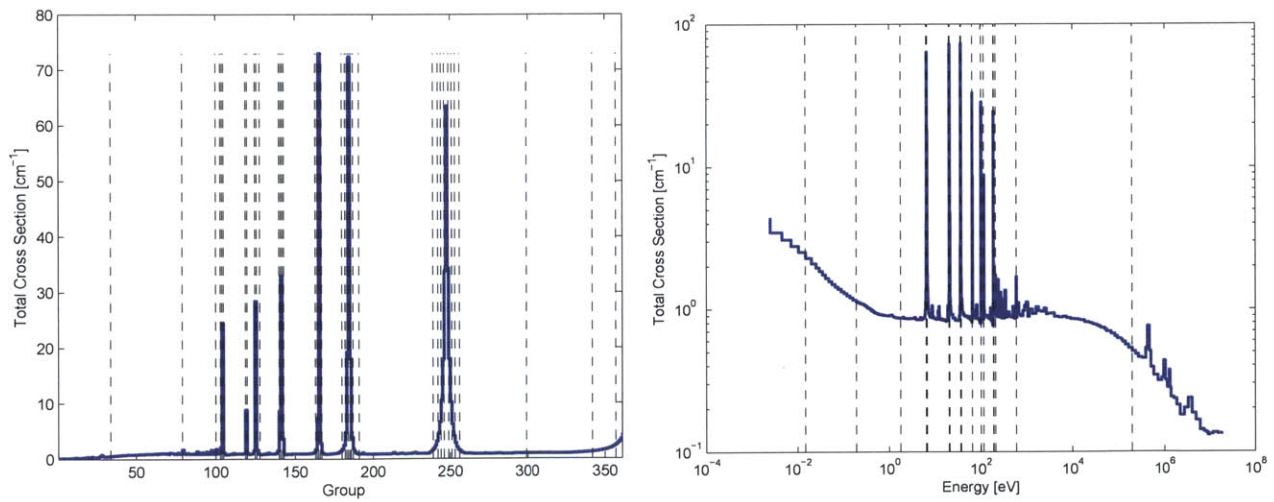 80
70
60
50
40
30
20
10
0
Total Cross Section [cm⁻¹]
50 100 150 200 250 300 350
Group
10²
10¹
10⁰
10⁻¹
Total Cross Section [cm⁻¹]
10⁻⁴ 10⁻² 10⁰ 10² 10⁴ 10⁶ 10⁸
Energy [eV]